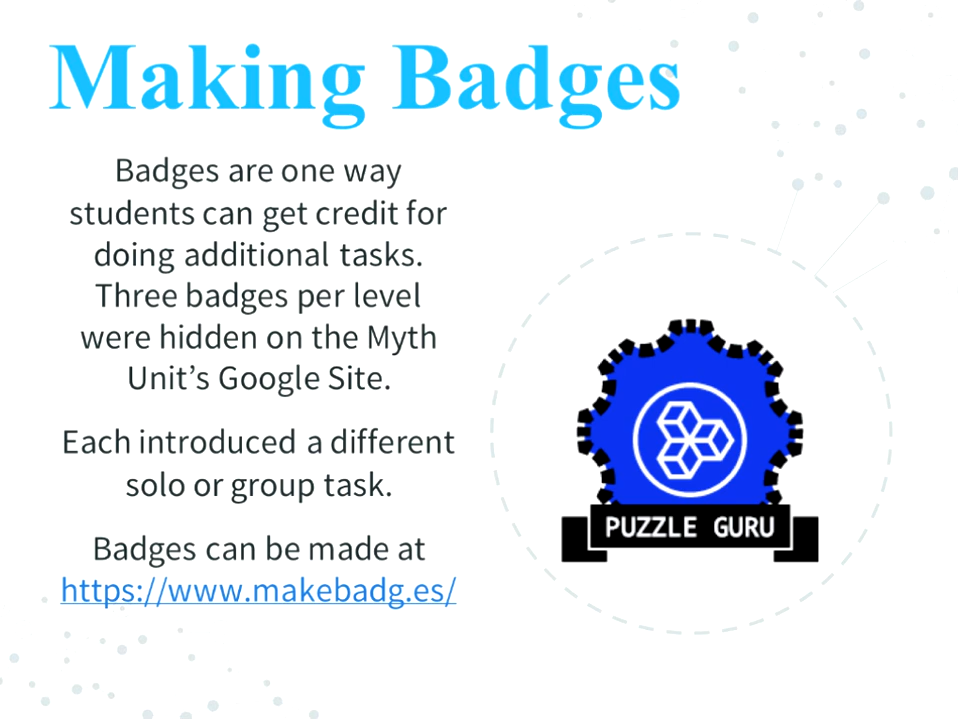 Making Badges
Badges are one way
students can get credit for
doing additional tasks.
Three badges per level
were hidden on the Myth
Unit’s Google Site.
Each introduced a different
solo or group task.
Badges can be made at
https://www.makebadg.es/
PUZZLE GURU